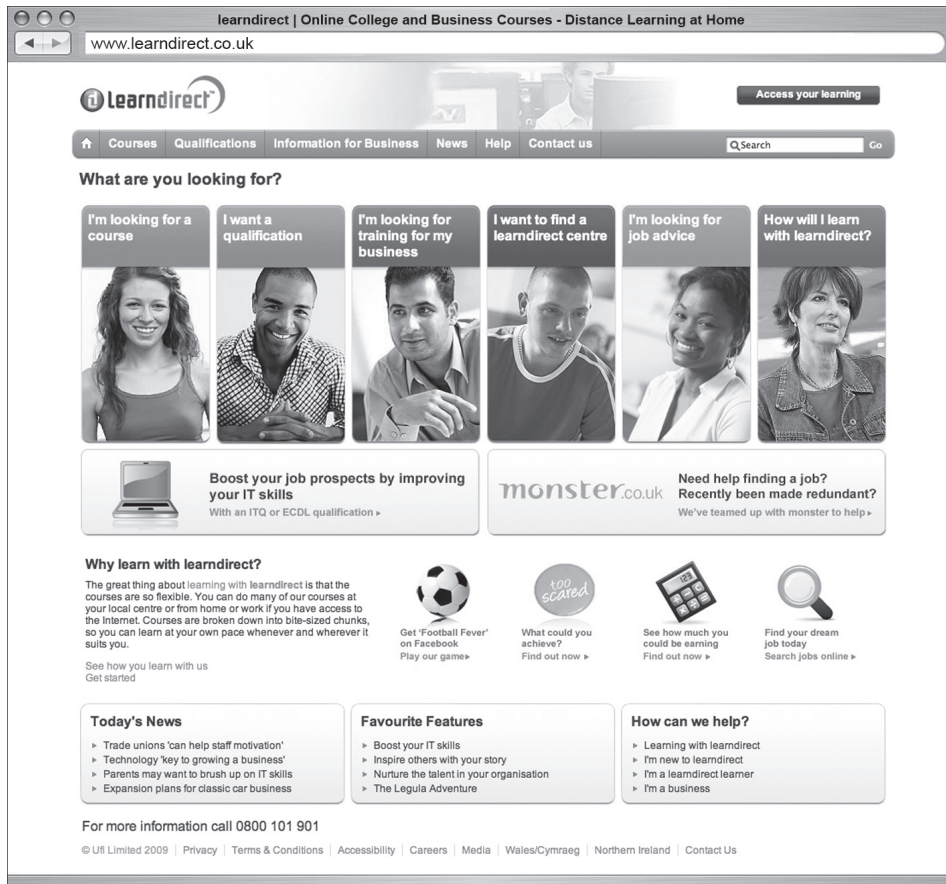 learndirect | Online College and Business Courses - Distance Learning at Home
www.learndirect.co.uk
learndirect™
Access your learning
Courses
Qualifications
Information for Business
News
Help
Contact us
Search
Go
What are you looking for?
I'm looking for a
course
I want a
qualification
I'm looking for
training for my
business
I want to find a
learndirect centre
I'm looking for
job advice
How will I learn
with learndirect?
Boost your job prospects by improving
your IT skills
With an ITQ or ECDL qualification
monster.co.uk
Need help finding a job?
Recently been made redundant?
We've teamed up with monster to help
Why learn with learndirect?
The great thing about learning with learndirect is that the
courses are so flexible. You can do many of our courses at
your local centre or from home or work if you have access to
the Internet. Courses are broken down into bite-sized chunks,
so you can learn at your own pace whenever and wherever it
suits you.
See how you learn with us
Get started
Get 'Football Fever'
on Facebook
Play our game
too
scared
What could you
achieve?
Find out now
123
See how much you
could be earning
Find out now
Find your dream
job today
Search jobs online
Today's News
Trade unions 'can help staff motivation'
Technology 'key to growing a business'
Parents may want to brush up on IT skills
Expansion plans for classic car business
Favourite Features
Boost your IT skills
Inspire others with your story
Nurture the talent in your organisation
The Legula Adventure
How can we help?
Learning with learndirect
I'm new to learndirect
I'm a learndirect learner
I'm a business
For more information call 0800 101 901
© Ufi Limited 2009 | Privacy | Terms & Conditions | Accessibility | Careers | Media | Wales/Cymraeg | Northern Ireland | Contact Us